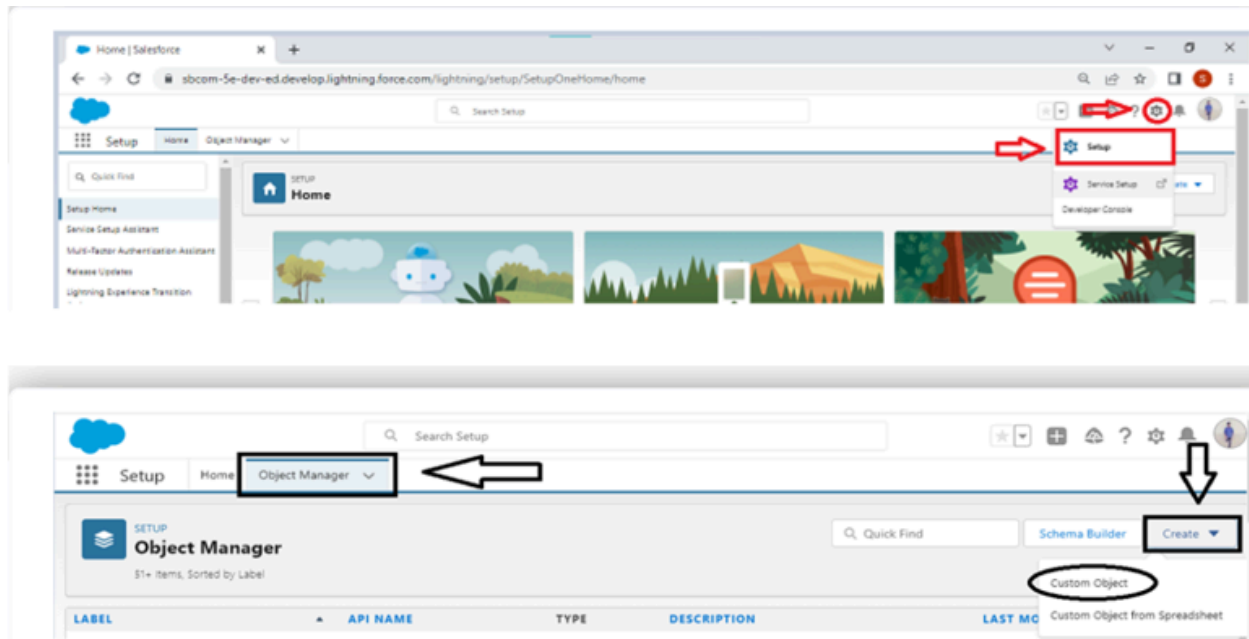 Home | Salesforce
sbcom-5e-dev-ed.develop.lightning.force.com/lightning/setup/SetupOneHome/home
S
Search Setup
?
Setup Home Object Manager
Setup
Quick Find
SETUP
Home
Service Setup
Developer Console
Setup Home
Service Setup Assistant
Multi-Factor Authentication Assistant
Release Updates
Lightning Experience Transition
Search Setup
?
Setup Home Object Manager
SETUP
Object Manager
51+ Items, Sorted by Label
Quick Find
Schema Builder
Create
Custom Object
Custom Object from Spreadsheet
LABEL API NAME TYPE DESCRIPTION LAST MO